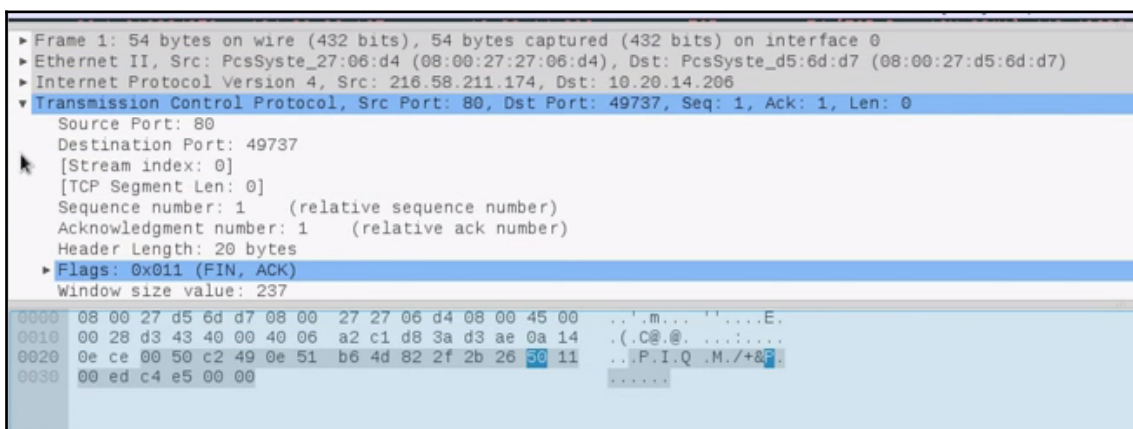 Frame 1: 54 bytes on wire (432 bits), 54 bytes captured (432 bits) on interface 0
Ethernet II, Src: PcsSyste_27:06:d4 (08:00:27:27:06:d4), Dst: PcsSyste_d5:6d:d7 (08:00:27:d5:6d:d7)
Internet Protocol Version 4, Src: 216.58.211.174, Dst: 10.20.14.206
Transmission Control Protocol, Src Port: 80, Dst Port: 49737, Seq: 1, Ack: 1, Len: 0
Source Port: 80
Destination Port: 49737
[Stream index: 0]
[TCP Segment Len: 0]
Sequence number: 1 (relative sequence number)
Acknowledgment number: 1 (relative ack number)
Header Length: 20 bytes
Flags: 0x011 (FIN, ACK)
Window size value: 237
0000 08 00 27 d5 6d d7 08 00 27 27 06 d4 08 00 45 00 ..'.m... ''....E.
0010 00 28 d3 43 40 00 40 06 a2 c1 d8 3a d3 ae 0a 14 .(.C@.@. ...:....
0020 0e ce 00 50 c2 49 0e 51 b6 4d 82 2f 2b 26 50 11 ...P.I.Q .M./+&P.
0030 00 ed c4 e5 00 00 ......